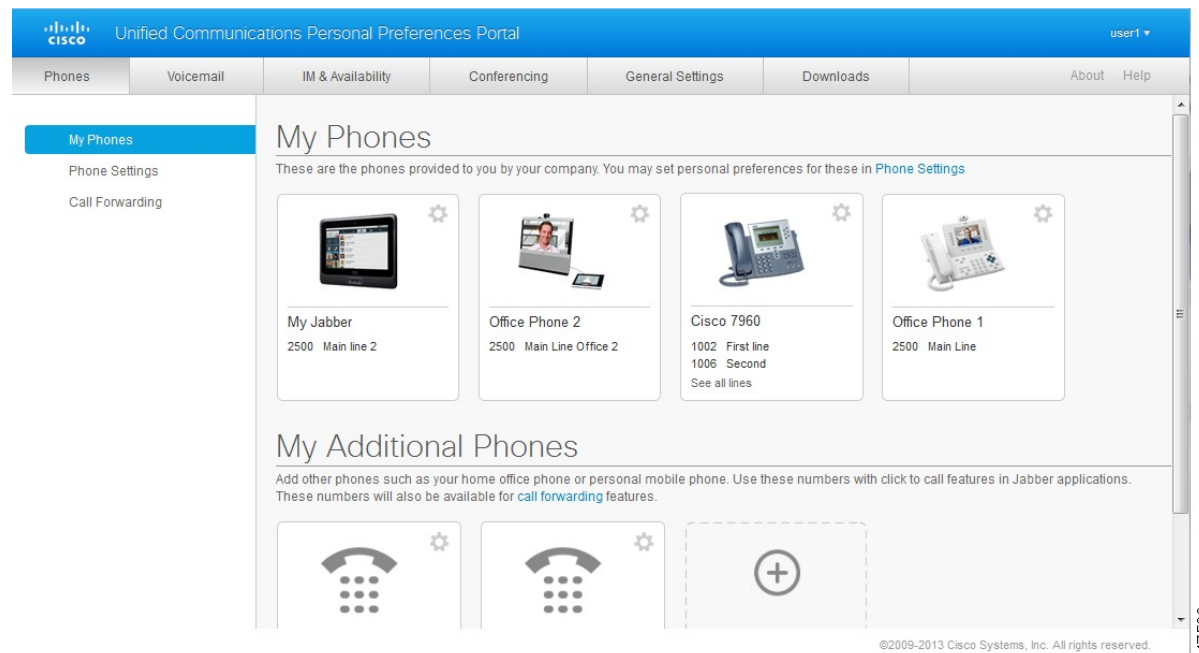 CISCO
Unified Communications Personal Preferences Portal
user1
Phones
Voicemail
IM & Availability
Conferencing
General Settings
Downloads
About
Help
My Phones
Phone Settings
Call Forwarding
My Phones
These are the phones provided to you by your company. You may set personal preferences for these in Phone Settings
My Jabber
2500 Main line 2
Office Phone 2
2500 Main Line Office 2
Cisco 7960
1002 First line
1006 Second
See all lines
Office Phone 1
2500 Main Line
My Additional Phones
Add other phones such as your home office phone or personal mobile phone. Use these numbers with click to call features in Jabber applications.
These numbers will also be available for call forwarding features.
©2009-2013 Cisco Systems, Inc. All rights reserved.